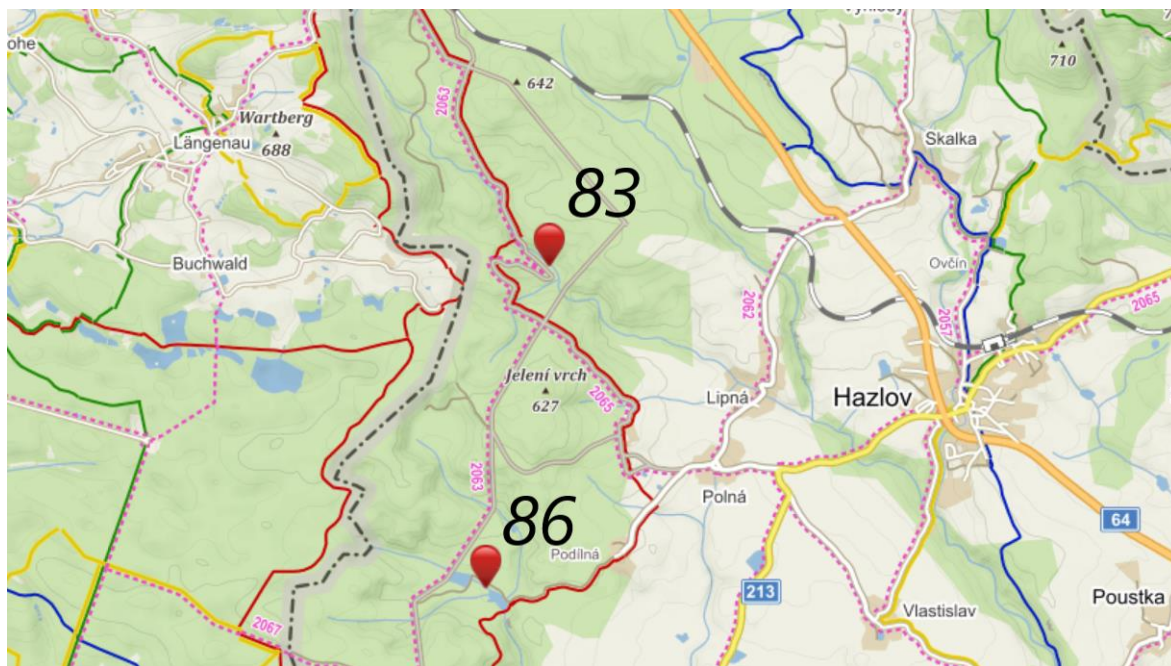 710
642
2063
Wartberg
688
Längenau
83
Skalka
Buchwald
Ovčín
2065
2062
2057
Jelení vrch
627
2065
Lipná
Hazlov
2063
Polná
86
Podílná
64
213
Poustka
Vlastislav
2067